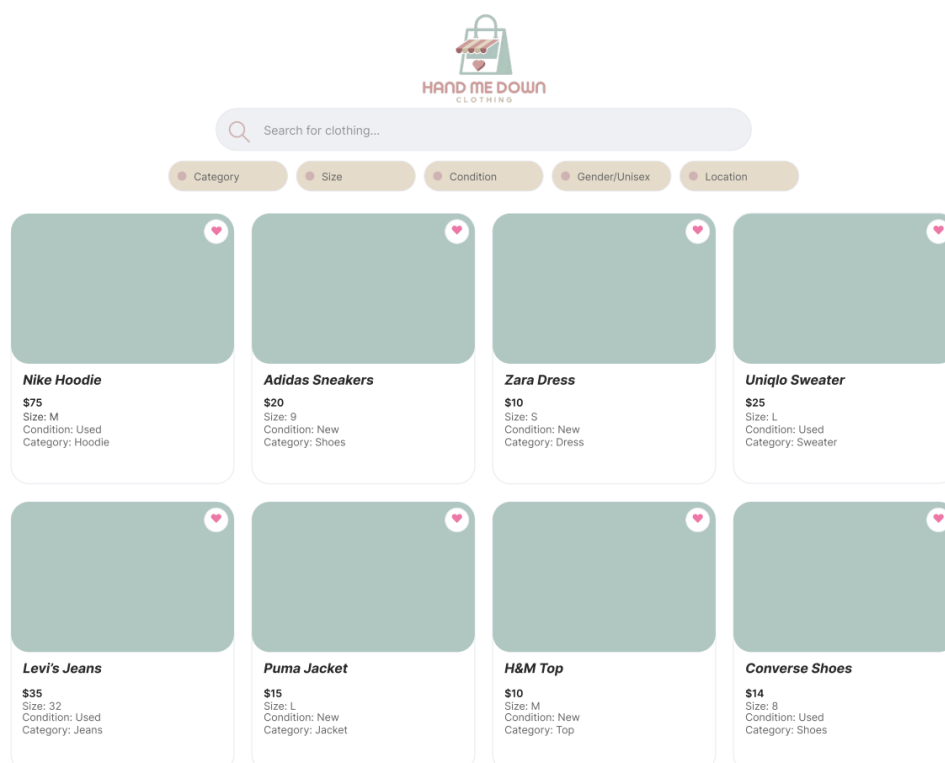 HAND ME DOWN
CLOTHING
Search for clothing...
Category
Size
Condition
Gender/Unisex
Location
Nike Hoodie
$75
Size: M
Condition: Used
Category: Hoodie
Adidas Sneakers
$20
Size: 9
Condition: New
Category: Shoes
Zara Dress
$10
Size: S
Condition: New
Category: Dress
Uniqlo Sweater
$25
Size: L
Condition: Used
Category: Sweater
Levi's Jeans
$35
Size: 32
Condition: Used
Category: Jeans
Puma Jacket
$15
Size: L
Condition: New
Category: Jacket
H&M Top
$10
Size: M
Condition: New
Category: Top
Converse Shoes
$14
Size: 8
Condition: Used
Category: Shoes